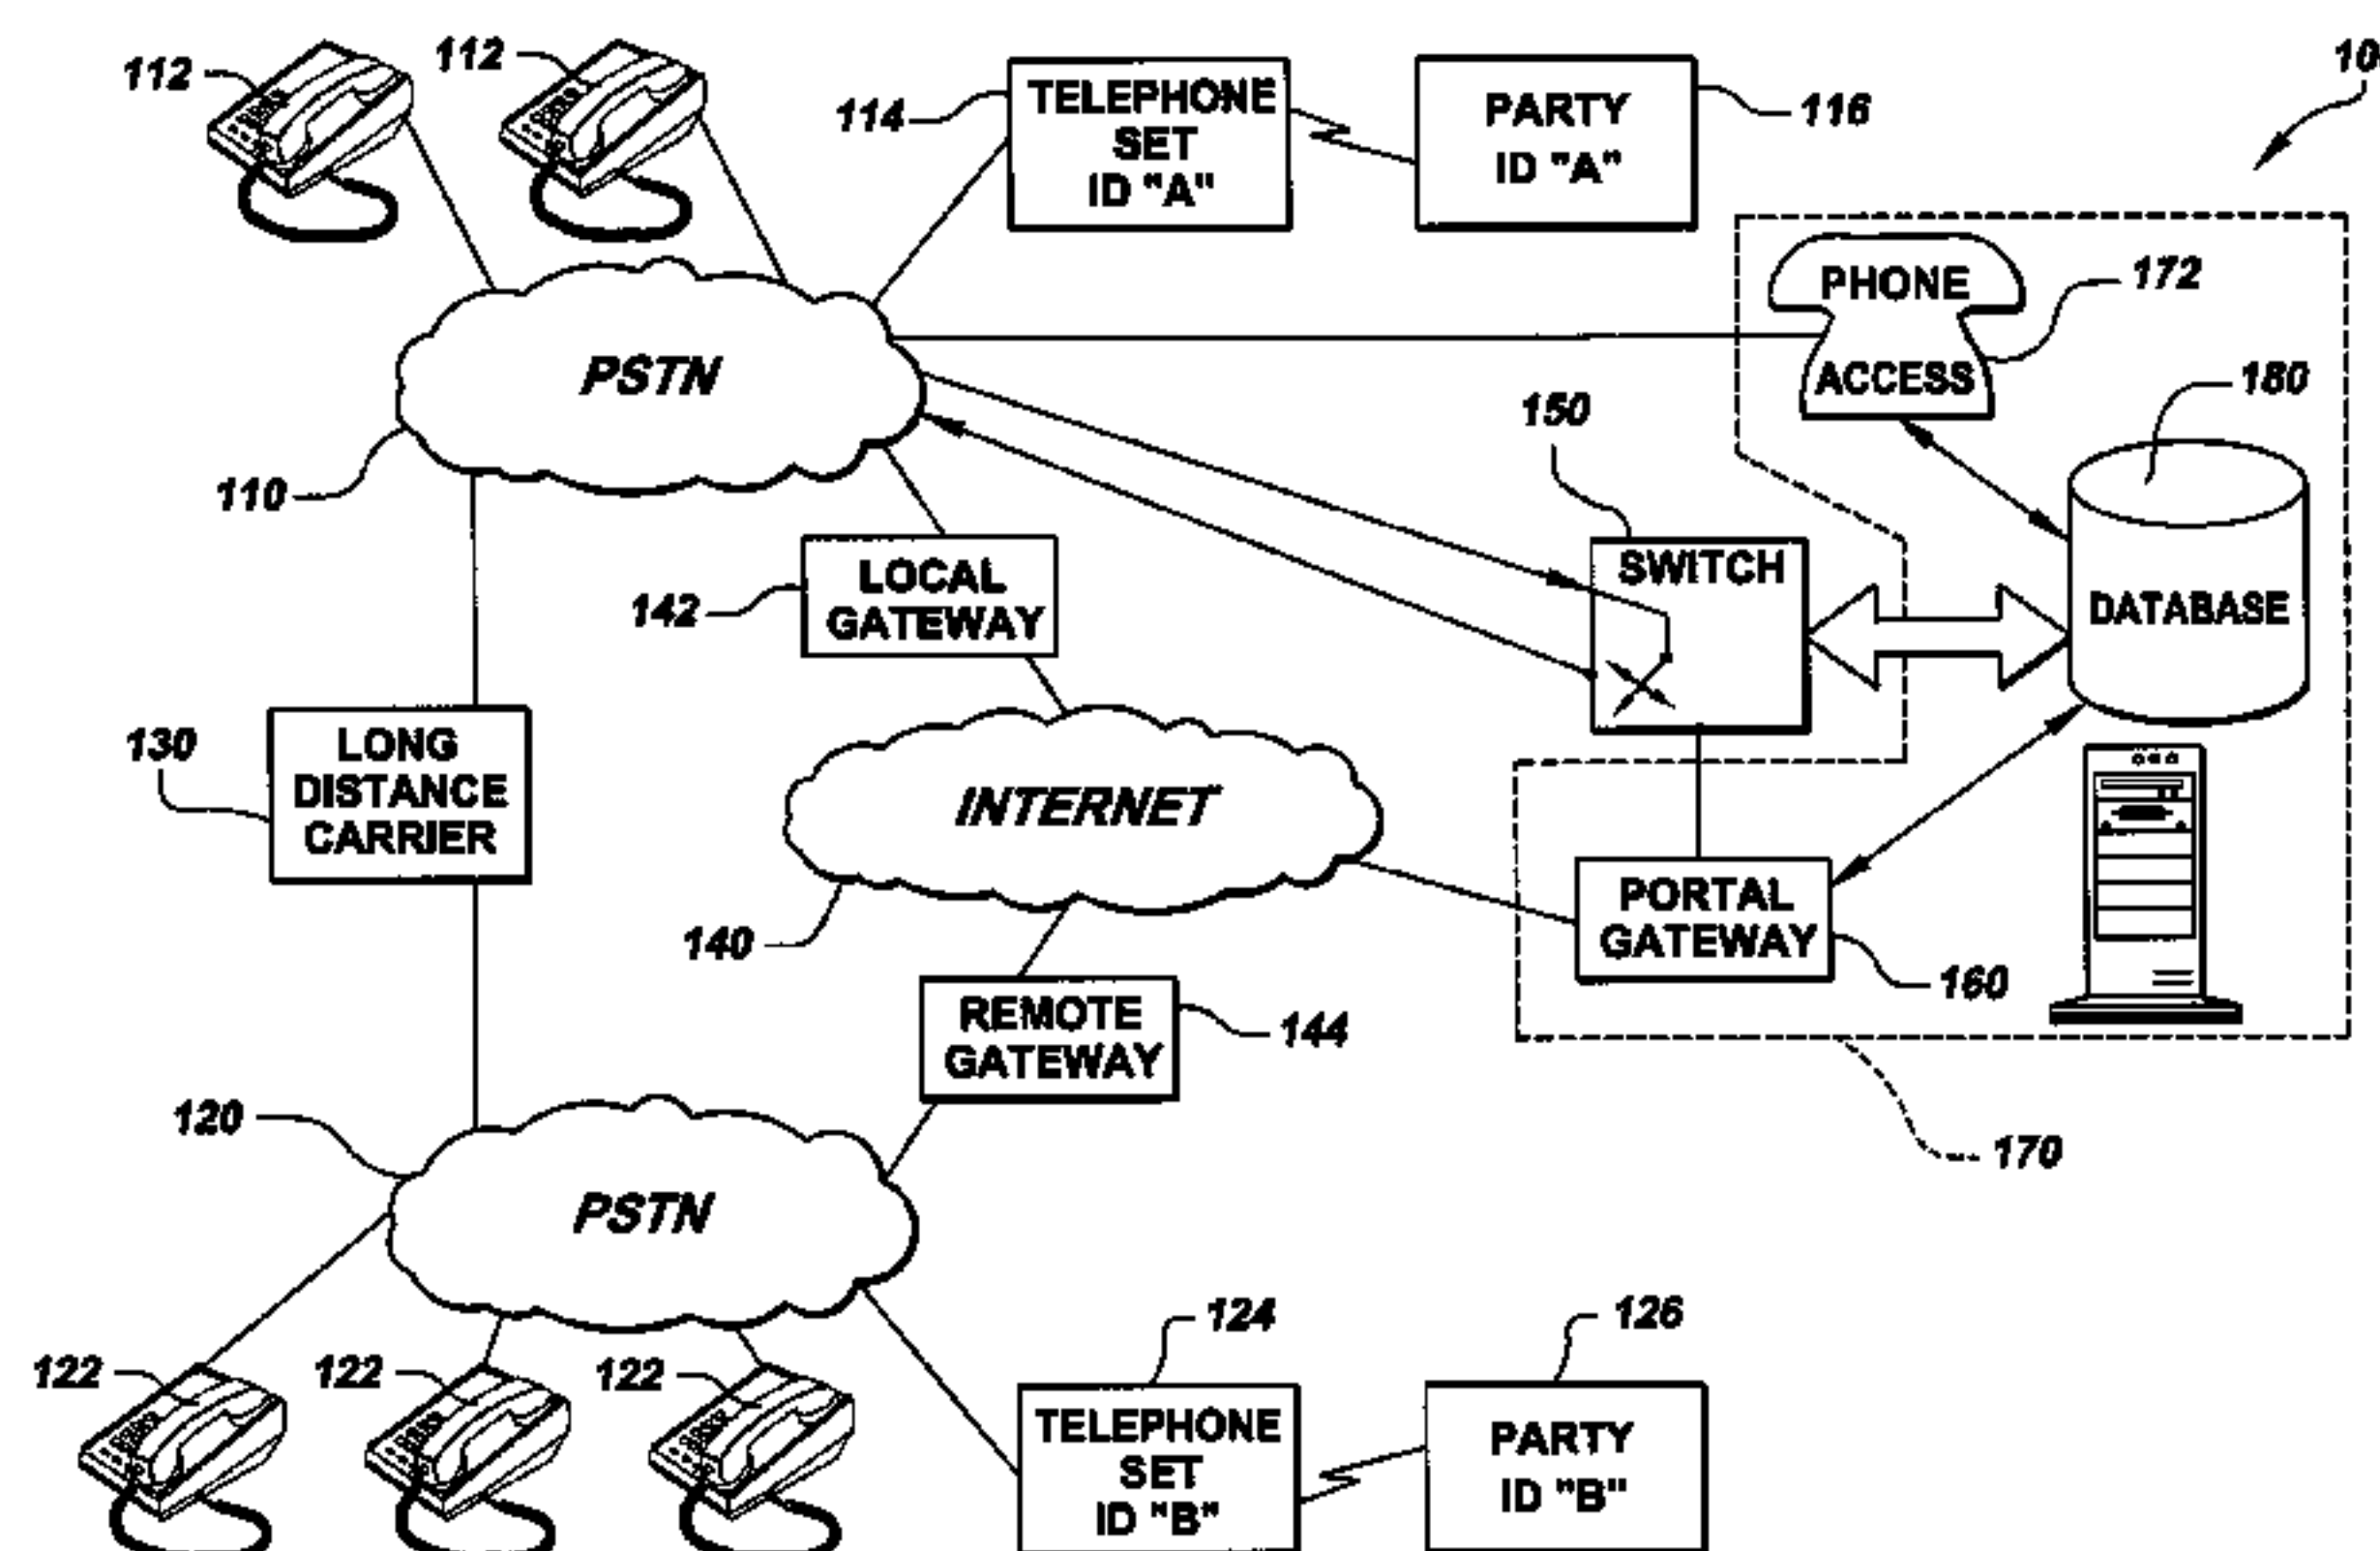 112
112
114
TELEPHONE
SET
ID "A"
PARTY
ID "A"
116
10
PHONE
ACCESS
172
PSTN
110
150
SWITCH
180
DATABASE
LOCAL
GATEWAY
142
LONG
DISTANCE
CARRIER
130
INTERNET
140
PORTAL
GATEWAY
160
REMOTE
GATEWAY
144
170
120
PSTN
122
122
122
124
TELEPHONE
SET
ID "B"
126
PARTY
ID "B"